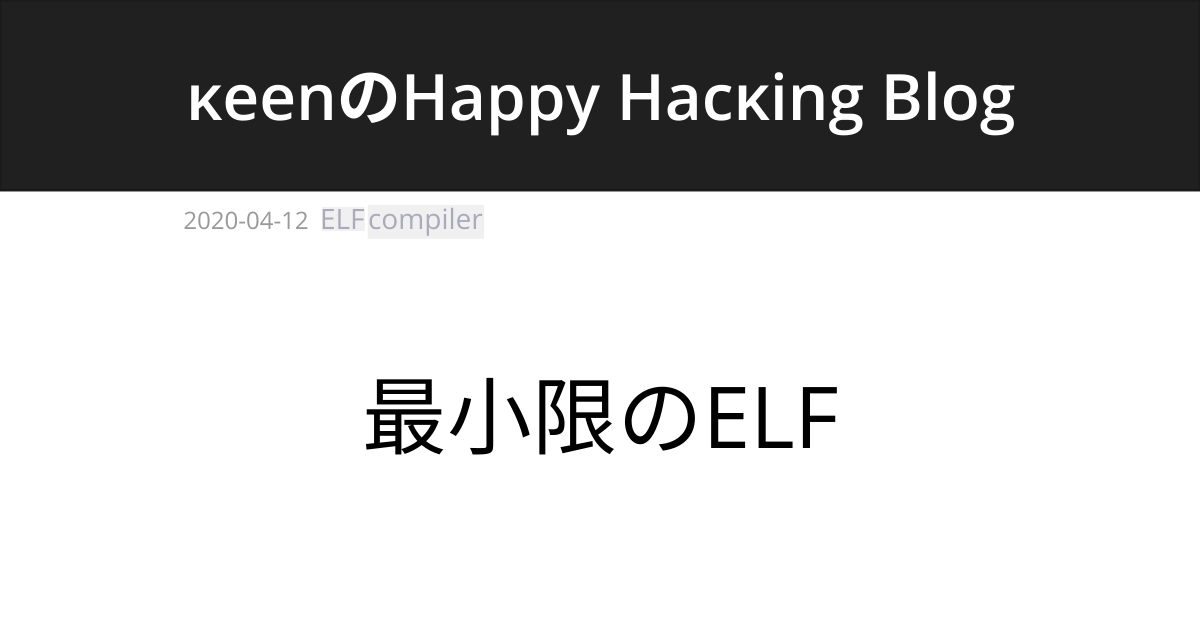 κeenのHappy Hacκing Blog
2020-04-12 ELF compiler
最小限のELF